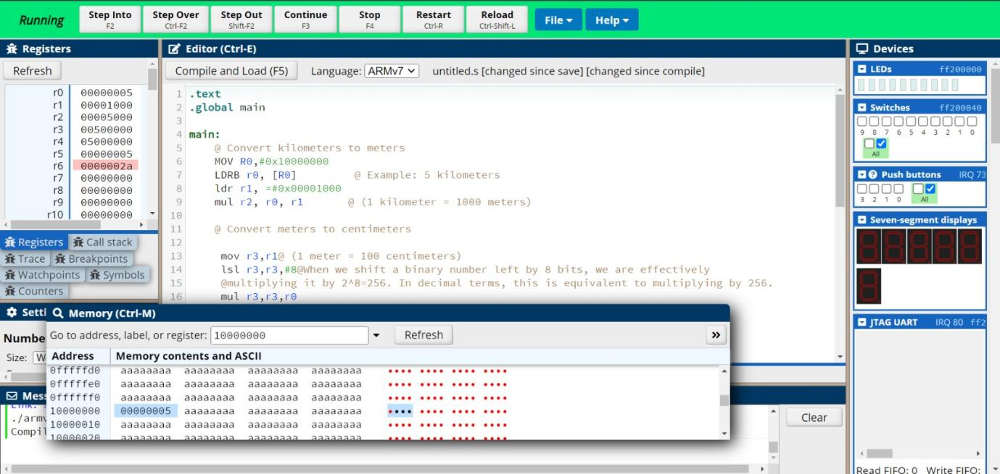 Running
Step Into
F2
Step Over
Ctrl-F2
Step Out
Shift-F2
Continue
F3
Stop
F4
Restart
Ctrl-R
Reload
Ctrl-Shift-L
File
Help
Registers
Refresh
r0 00000005
r1 00001000
r2 00005000
r3 00500000
r4 05000000
r5 00000005
r6 0000002a
r7 00000000
r8 00000000
r9 00000000
r10 00000000
Registers
Call stack
Trace
Breakpoints
Watchpoints
Symbols
Counters
Editor (Ctrl-E)
Compile and Load (F5)
Language: ARMv7
untitled.s [changed since save] [changed since compile]
1 .text
2 .global main
3
4 main:
5 @ Convert kilometers to meters
6 MOV R0,#0x10000000
7 LDRB r0, [R0] @ Example: 5 kilometers
8 ldr r1, =#0x00001000
9 mul r2, r0, r1 @ (1 kilometer = 1000 meters)
10
11 @ Convert meters to centimeters
12
13 mov r3,r1@ (1 meter = 100 centimeters)
14 lsl r3,r3,#8@When we shift a binary number left by 8 bits, we are effectively
15 @multiplying it by 2^8=256. In decimal terms, this is equivalent to multiplying by 256.
16 mul r3,r3,r0
Setti
Numbe
Size: W
Mess
./armv
Compil
Clear
Memory (Ctrl-M)
Go to address, label, or register: 10000000
Refresh
»
Address Memory contents and ASCII
0fffffd0 aaaaaaaa aaaaaaaa aaaaaaaa aaaaaaaa •••• •••• •••• ••••
0fffffe0 aaaaaaaa aaaaaaaa aaaaaaaa aaaaaaaa •••• •••• •••• ••••
0ffffff0 aaaaaaaa aaaaaaaa aaaaaaaa aaaaaaaa •••• •••• •••• ••••
10000000 00000005 aaaaaaaa aaaaaaaa aaaaaaaa •••• •••• •••• ••••
10000010 aaaaaaaa aaaaaaaa aaaaaaaa aaaaaaaa •••• •••• •••• ••••
10000020 aaaaaaaa aaaaaaaa aaaaaaaa aaaaaaaa •••• •••• •••• ••••
Devices
LEDs ff200000
Switches ff200040
9 8 7 6 5 4 3 2 1 0
All
Push buttons IRQ 73
3 2 1 0 All
Seven-segment displays
JTAG UART IRQ 80 ff2
Read FIFO: 0 Write FIFO: